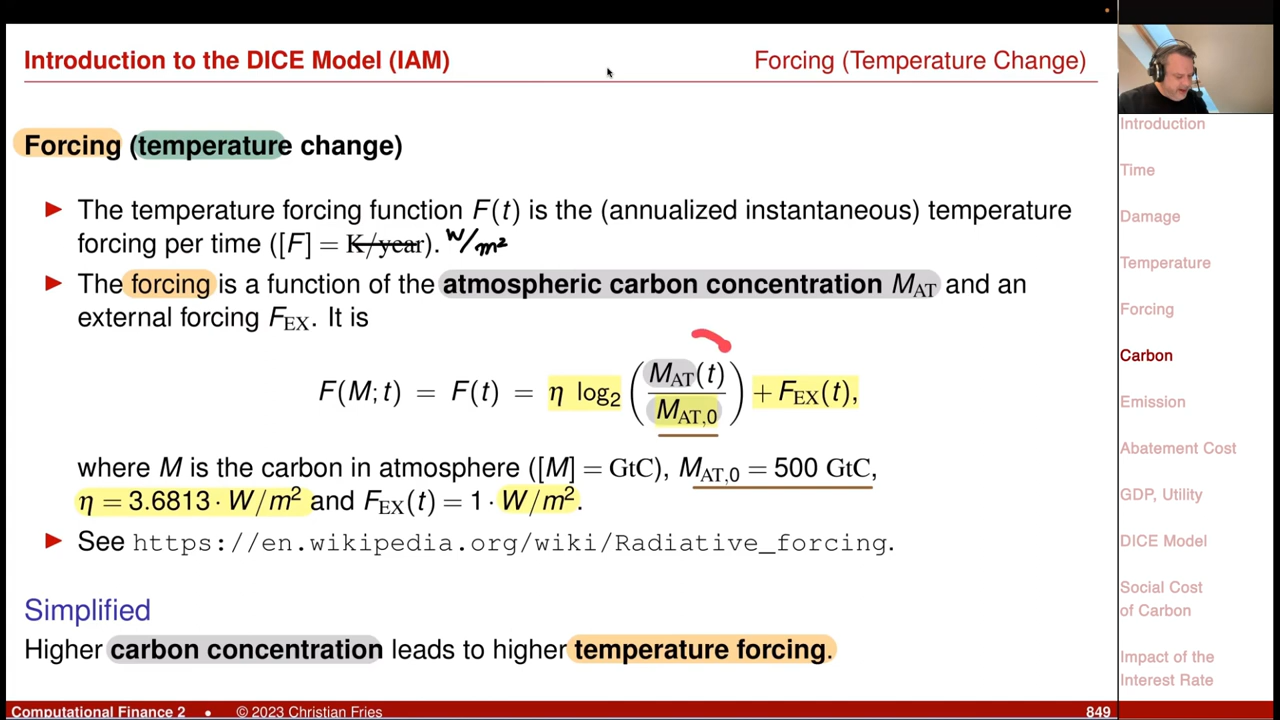 Introduction to the DICE Model (IAM)
Forcing (Temperature Change)
Forcing (temperature change)
▶ The temperature forcing function F(t) is the (annualized instantaneous) temperature
forcing per time ([F] = K/year). W/m²
▶ The forcing is a function of the atmospheric carbon concentration M_AT and an
external forcing F_EX. It is
F(M;t) = F(t) = η log₂ (M_AT(t) / M_AT,0) + F_EX(t),
where M is the carbon in atmosphere ([M] = GtC), M_AT,0 = 500 GtC,
η = 3.6813 · W/m² and F_EX(t) = 1 · W/m².
▶ See https://en.wikipedia.org/wiki/Radiative_forcing.
Simplified
Higher carbon concentration leads to higher temperature forcing.
Computational Finance 2 • © 2023 Christian Fries
849
Introduction
Time
Damage
Temperature
Forcing
Carbon
Emission
Abatement Cost
GDP, Utility
DICE Model
Social Cost
of Carbon
Impact of the
Interest Rate